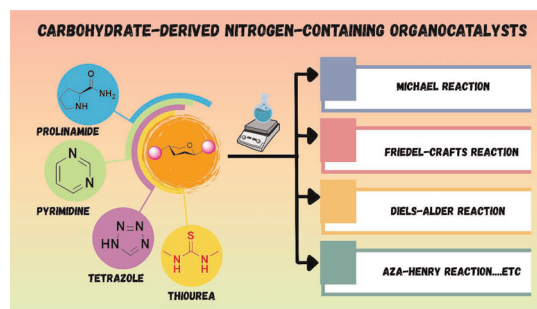 CARBOHYDRATE-DERIVED NITROGEN-CONTAINING ORGANOCATALYSTS
O
NH2
NH
PROLINAMIDE
N
N
PYRIMIDINE
N=N
HN
N
TETRAZOLE
O
S
N
H
N
H
THIOUREA
MICHAEL REACTION
FRIEDEL-CRAFTS REACTION
DIELS-ALDER REACTION
AZA-HENRY REACTION....ETC